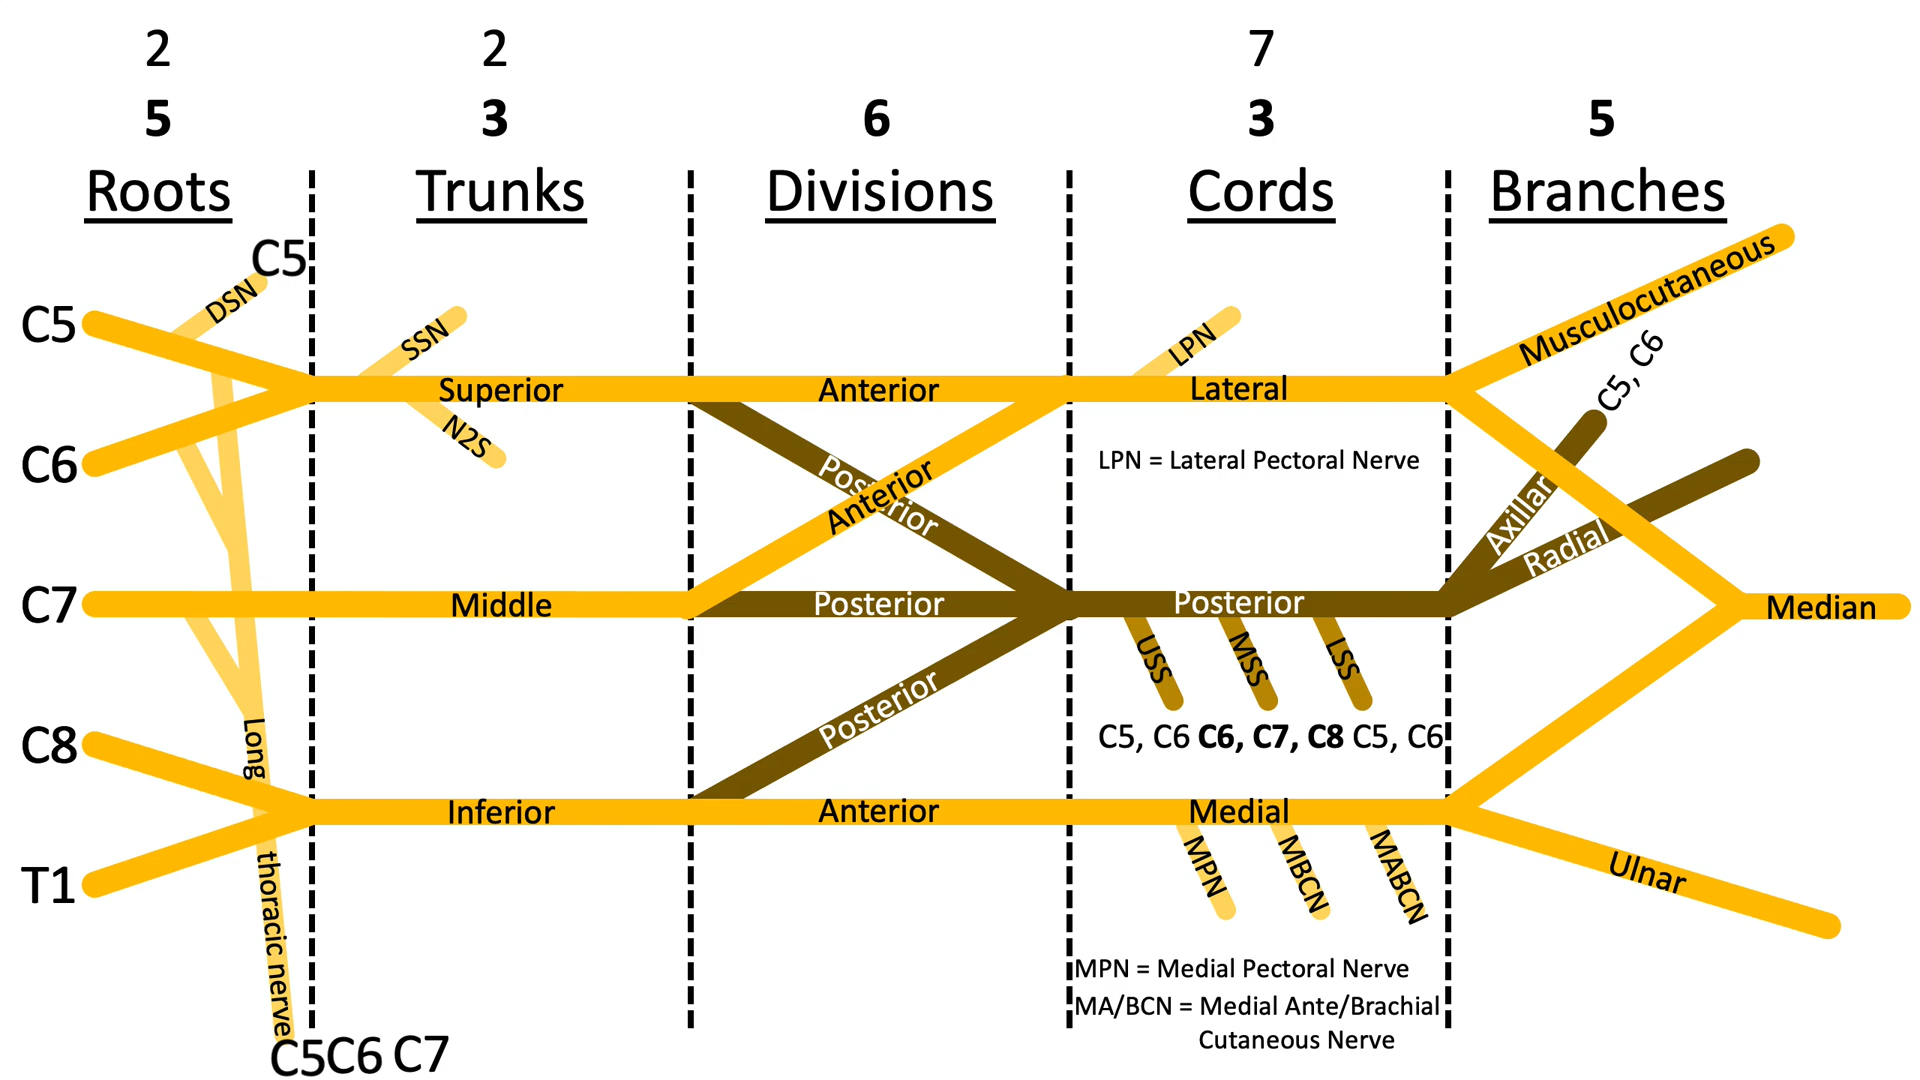 2
2
7
5
3
6
3
5
Roots
Trunks
Divisions
Cords
Branches
C5
DSN
C5
SSN
LPN
Musculocutaneous
C5, C6
Superior
Anterior
Lateral
N2S
C6
LPN = Lateral Pectoral Nerve
Posterior
Anterior
Axillar
Radial
C7
Middle
Posterior
Posterior
Median
USS
MSS
LSS
Posterior
C5, C6 C6, C7, C8 C5, C6
C8
Long
thoracic nerve
Inferior
Anterior
Medial
MPN
MBCN
MABCN
Ulnar
T1
MPN = Medial Pectoral Nerve
MA/BCN = Medial Ante/Brachial
Cutaneous Nerve
C5C6 C7